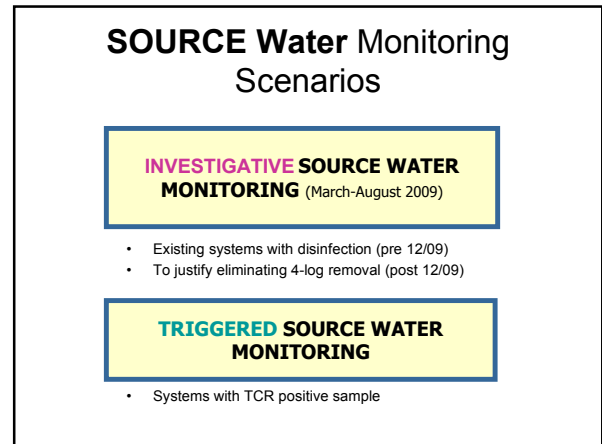 SOURCE Water Monitoring
Scenarios
INVESTIGATIVE SOURCE WATER
MONITORING (March-August 2009)
• Existing systems with disinfection (pre 12/09)
• To justify eliminating 4-log removal (post 12/09)
TRIGGERED SOURCE WATER
MONITORING
• Systems with TCR positive sample